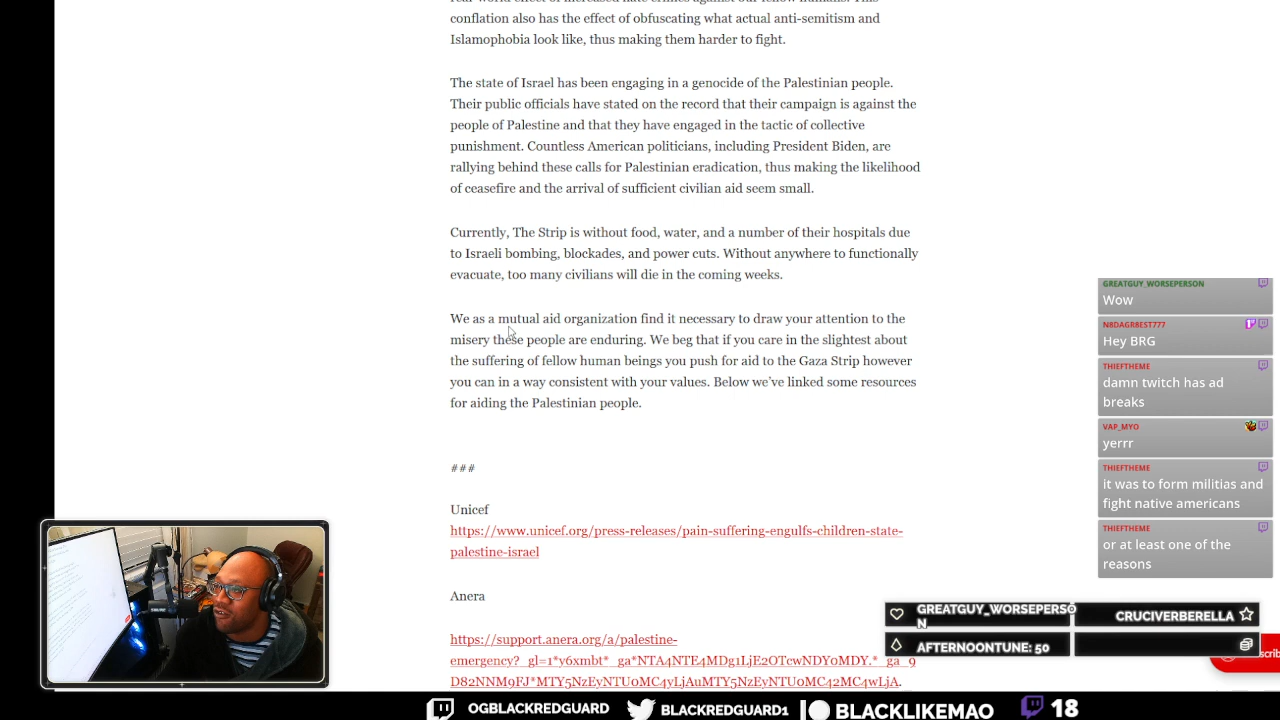 conflation also has the effect of obfuscating what actual anti-semitism and
Islamophobia look like, thus making them harder to fight.
The state of Israel has been engaging in a genocide of the Palestinian people.
Their public officials have stated on the record that their campaign is against the
people of Palestine and that they have engaged in the tactic of collective
punishment. Countless American politicians, including President Biden, are
rallying behind these calls for Palestinian eradication, thus making the likelihood
of ceasefire and the arrival of sufficient civilian aid seem small.
Currently, The Strip is without food, water, and a number of their hospitals due
to Israeli bombing, blockades, and power cuts. Without anywhere to functionally
evacuate, too many civilians will die in the coming weeks.
We as a mutual aid organization find it necessary to draw your attention to the
misery these people are enduring. We beg that if you care in the slightest about
the suffering of fellow human beings you push for aid to the Gaza Strip however
you can in a way consistent with your values. Below we've linked some resources
for aiding the Palestinian people.
###
Unicef
https://www.unicef.org/press-releases/pain-suffering-engulfs-children-state-
palestine-israel
Anera
https://support.anera.org/a/palestine-
emergency?_gl=1*y6xmbt*_ga*NTA4NTE4MDg1LjE2OTcwNDY0MDY.*_ga_9
D82NNM9FJ*MTY5NzEyNTU0MC4yLjAuMTY5NzEyNTU0MC42MC4wLjA.
GREATGUY_WORSEPERSON
Wow
N8DAGR8EST777
Hey BRG
THIEFTHEME
damn twitch has ad
breaks
VAP_MYO
yerrr
THIEFTHEME
it was to form militias and
fight native americans
THIEFTHEME
or at least one of the
reasons
GREATGUY_WORSEPERSO
N
CRUCIVERBERELLA
AFTERNOONTUNE: 50
OGBLACKREDGUARD
BLACKREDGUARD1
BLACKLIKEMAO
18